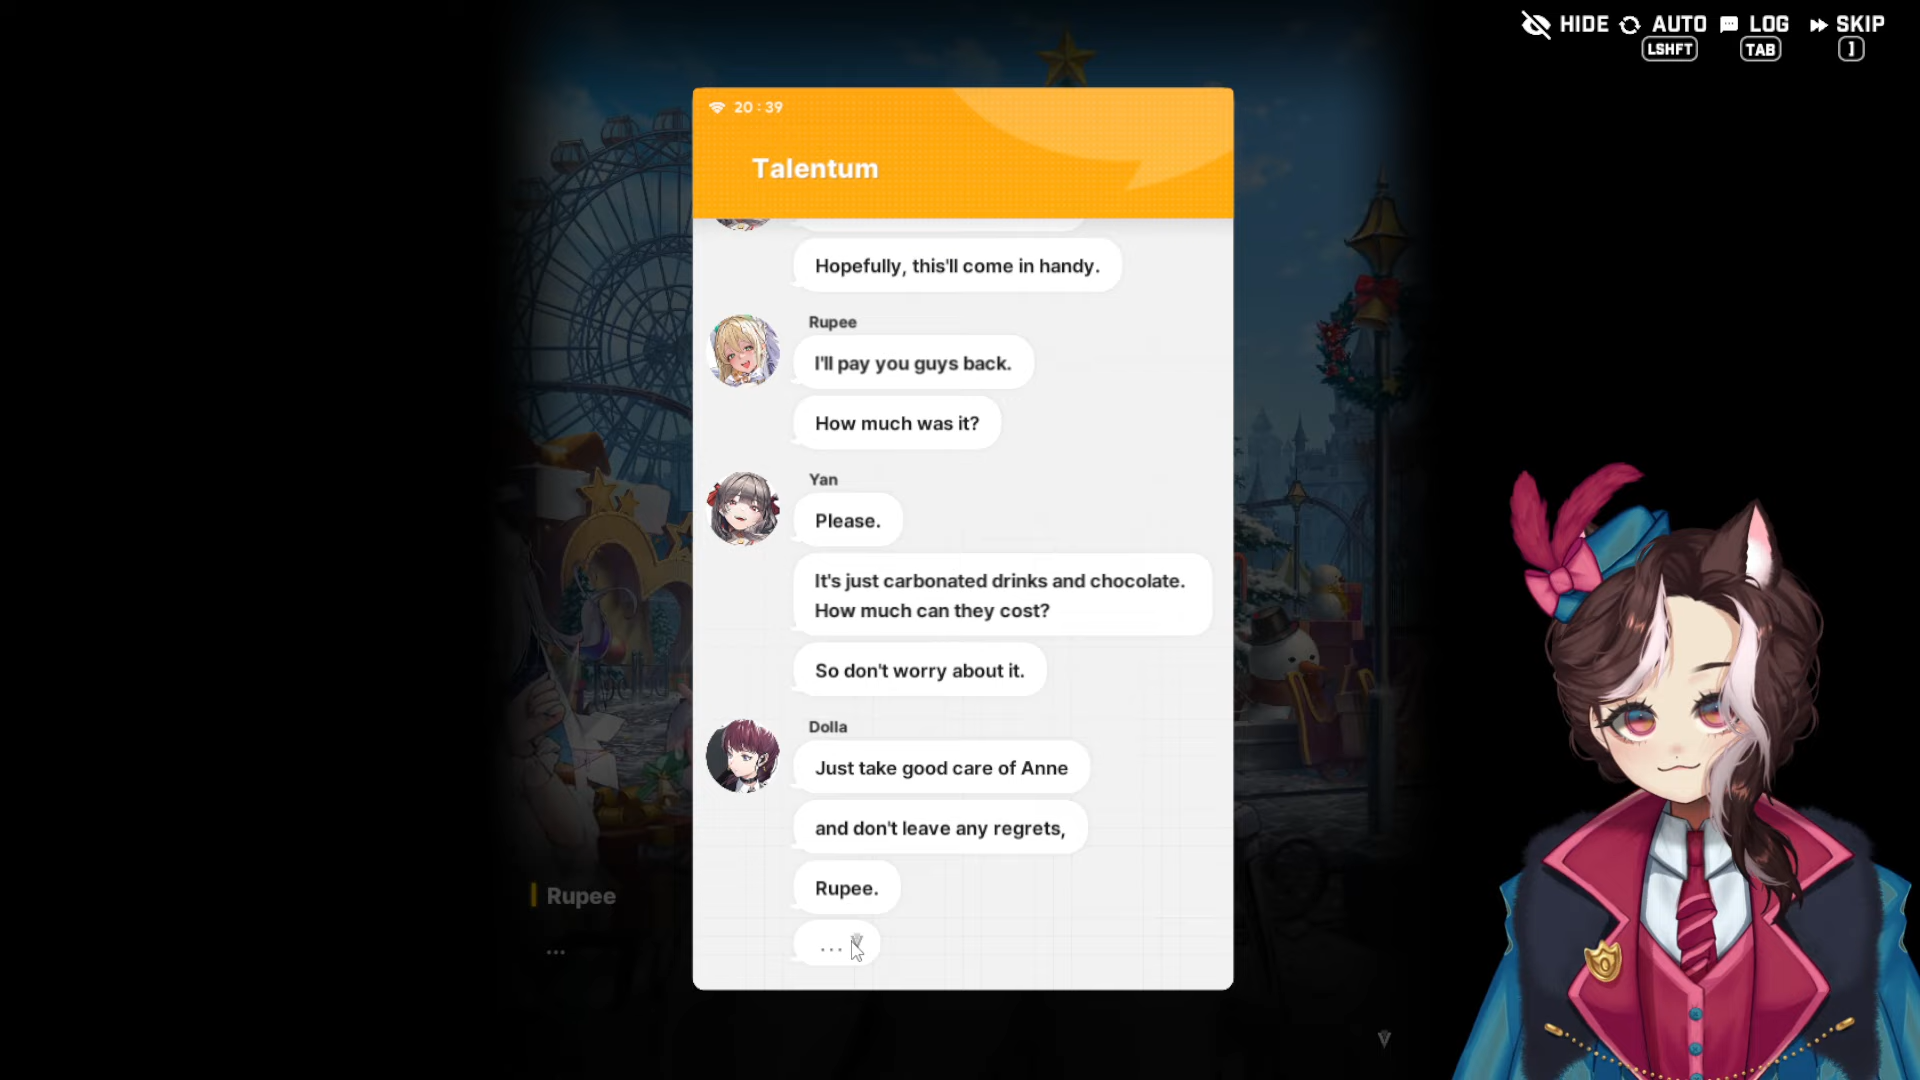 HIDE AUTO LOG SKIP
LSHFT TAB ]
20:39
Talentum
Hopefully, this'll come in handy.
Rupee
I'll pay you guys back.
How much was it?
Yan
Please.
It's just carbonated drinks and chocolate.
How much can they cost?
So don't worry about it.
Dolla
Just take good care of Anne
and don't leave any regrets,
Rupee.
...
Rupee
...